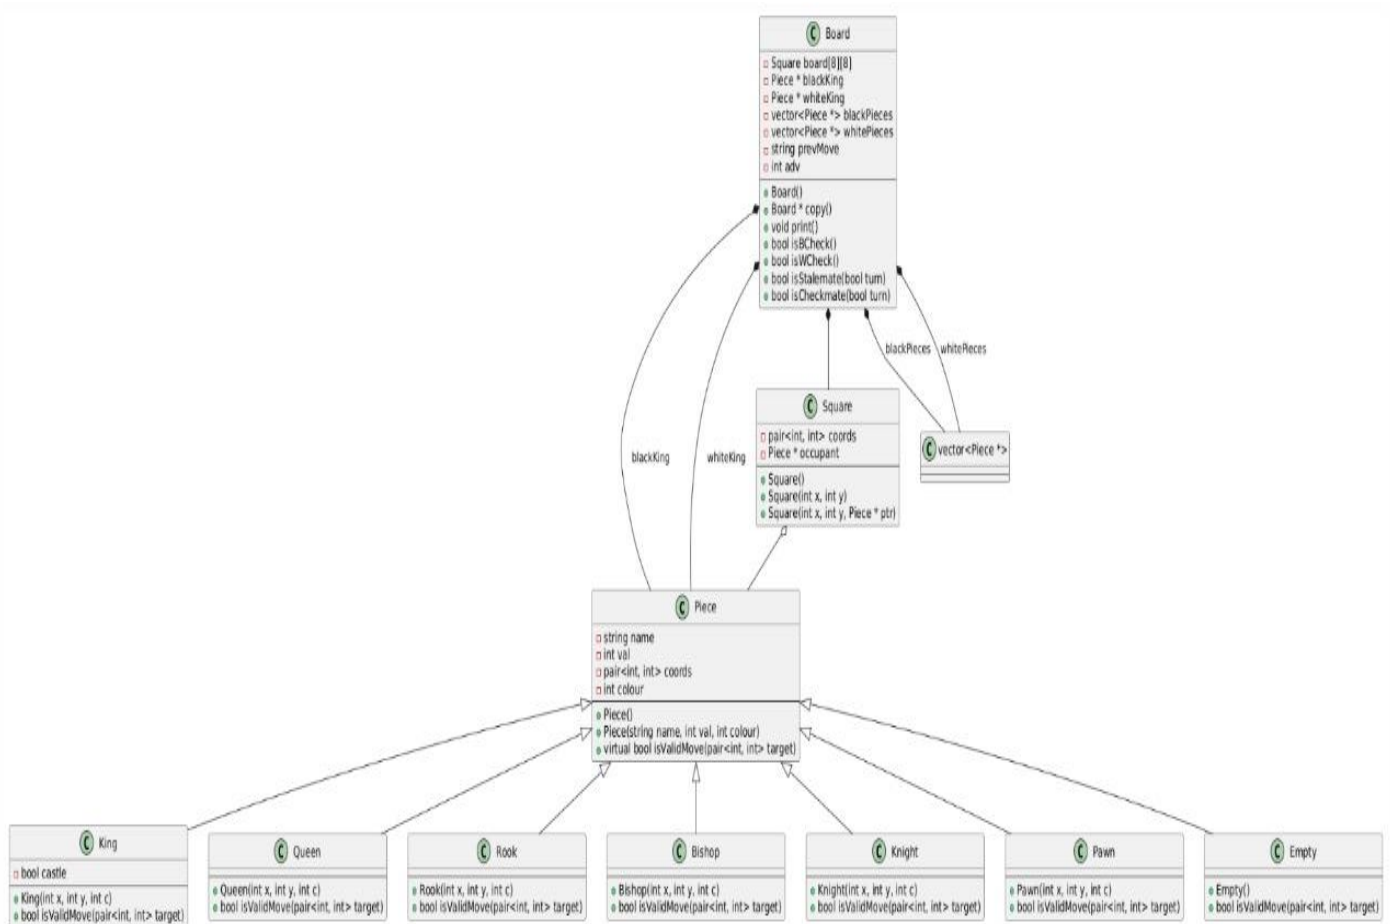 C Board
Square board[8][8]
Piece * blackKing
Piece * whiteKing
vector<Piece *> blackPieces
vector<Piece *> whitePieces
string prevMove
int adv
Board()
Board * copy()
void print()
bool isBCheck()
bool isWCheck()
bool isStalemate(bool turn)
bool isCheckmate(bool turn)
blackPieces
whitePieces
C Square
pair<int, int> coords
Piece * occupant
Square()
Square(int x, int y)
Square(int x, int y, Piece * ptr)
C vector<Piece *>
blackKing
whiteKing
C Piece
string name
int val
pair<int, int> coords
int colour
Piece()
Piece(string name, int val, int colour)
virtual bool isValidMove(pair<int, int> target)
C King
bool castle
King(int x, int y, int c)
bool isValidMove(pair<int, int> target)
C Queen
Queen(int x, int y, int c)
bool isValidMove(pair<int, int> target)
C Rook
Rook(int x, int y, int c)
bool isValidMove(pair<int, int> target)
C Bishop
Bishop(int x, int y, int c)
bool isValidMove(pair<int, int> target)
C Knight
Knight(int x, int y, int c)
bool isValidMove(pair<int, int> target)
C Pawn
Pawn(int x, int y, int c)
bool isValidMove(pair<int, int> target)
C Empty
Empty()
bool isValidMove(pair<int, int> target)